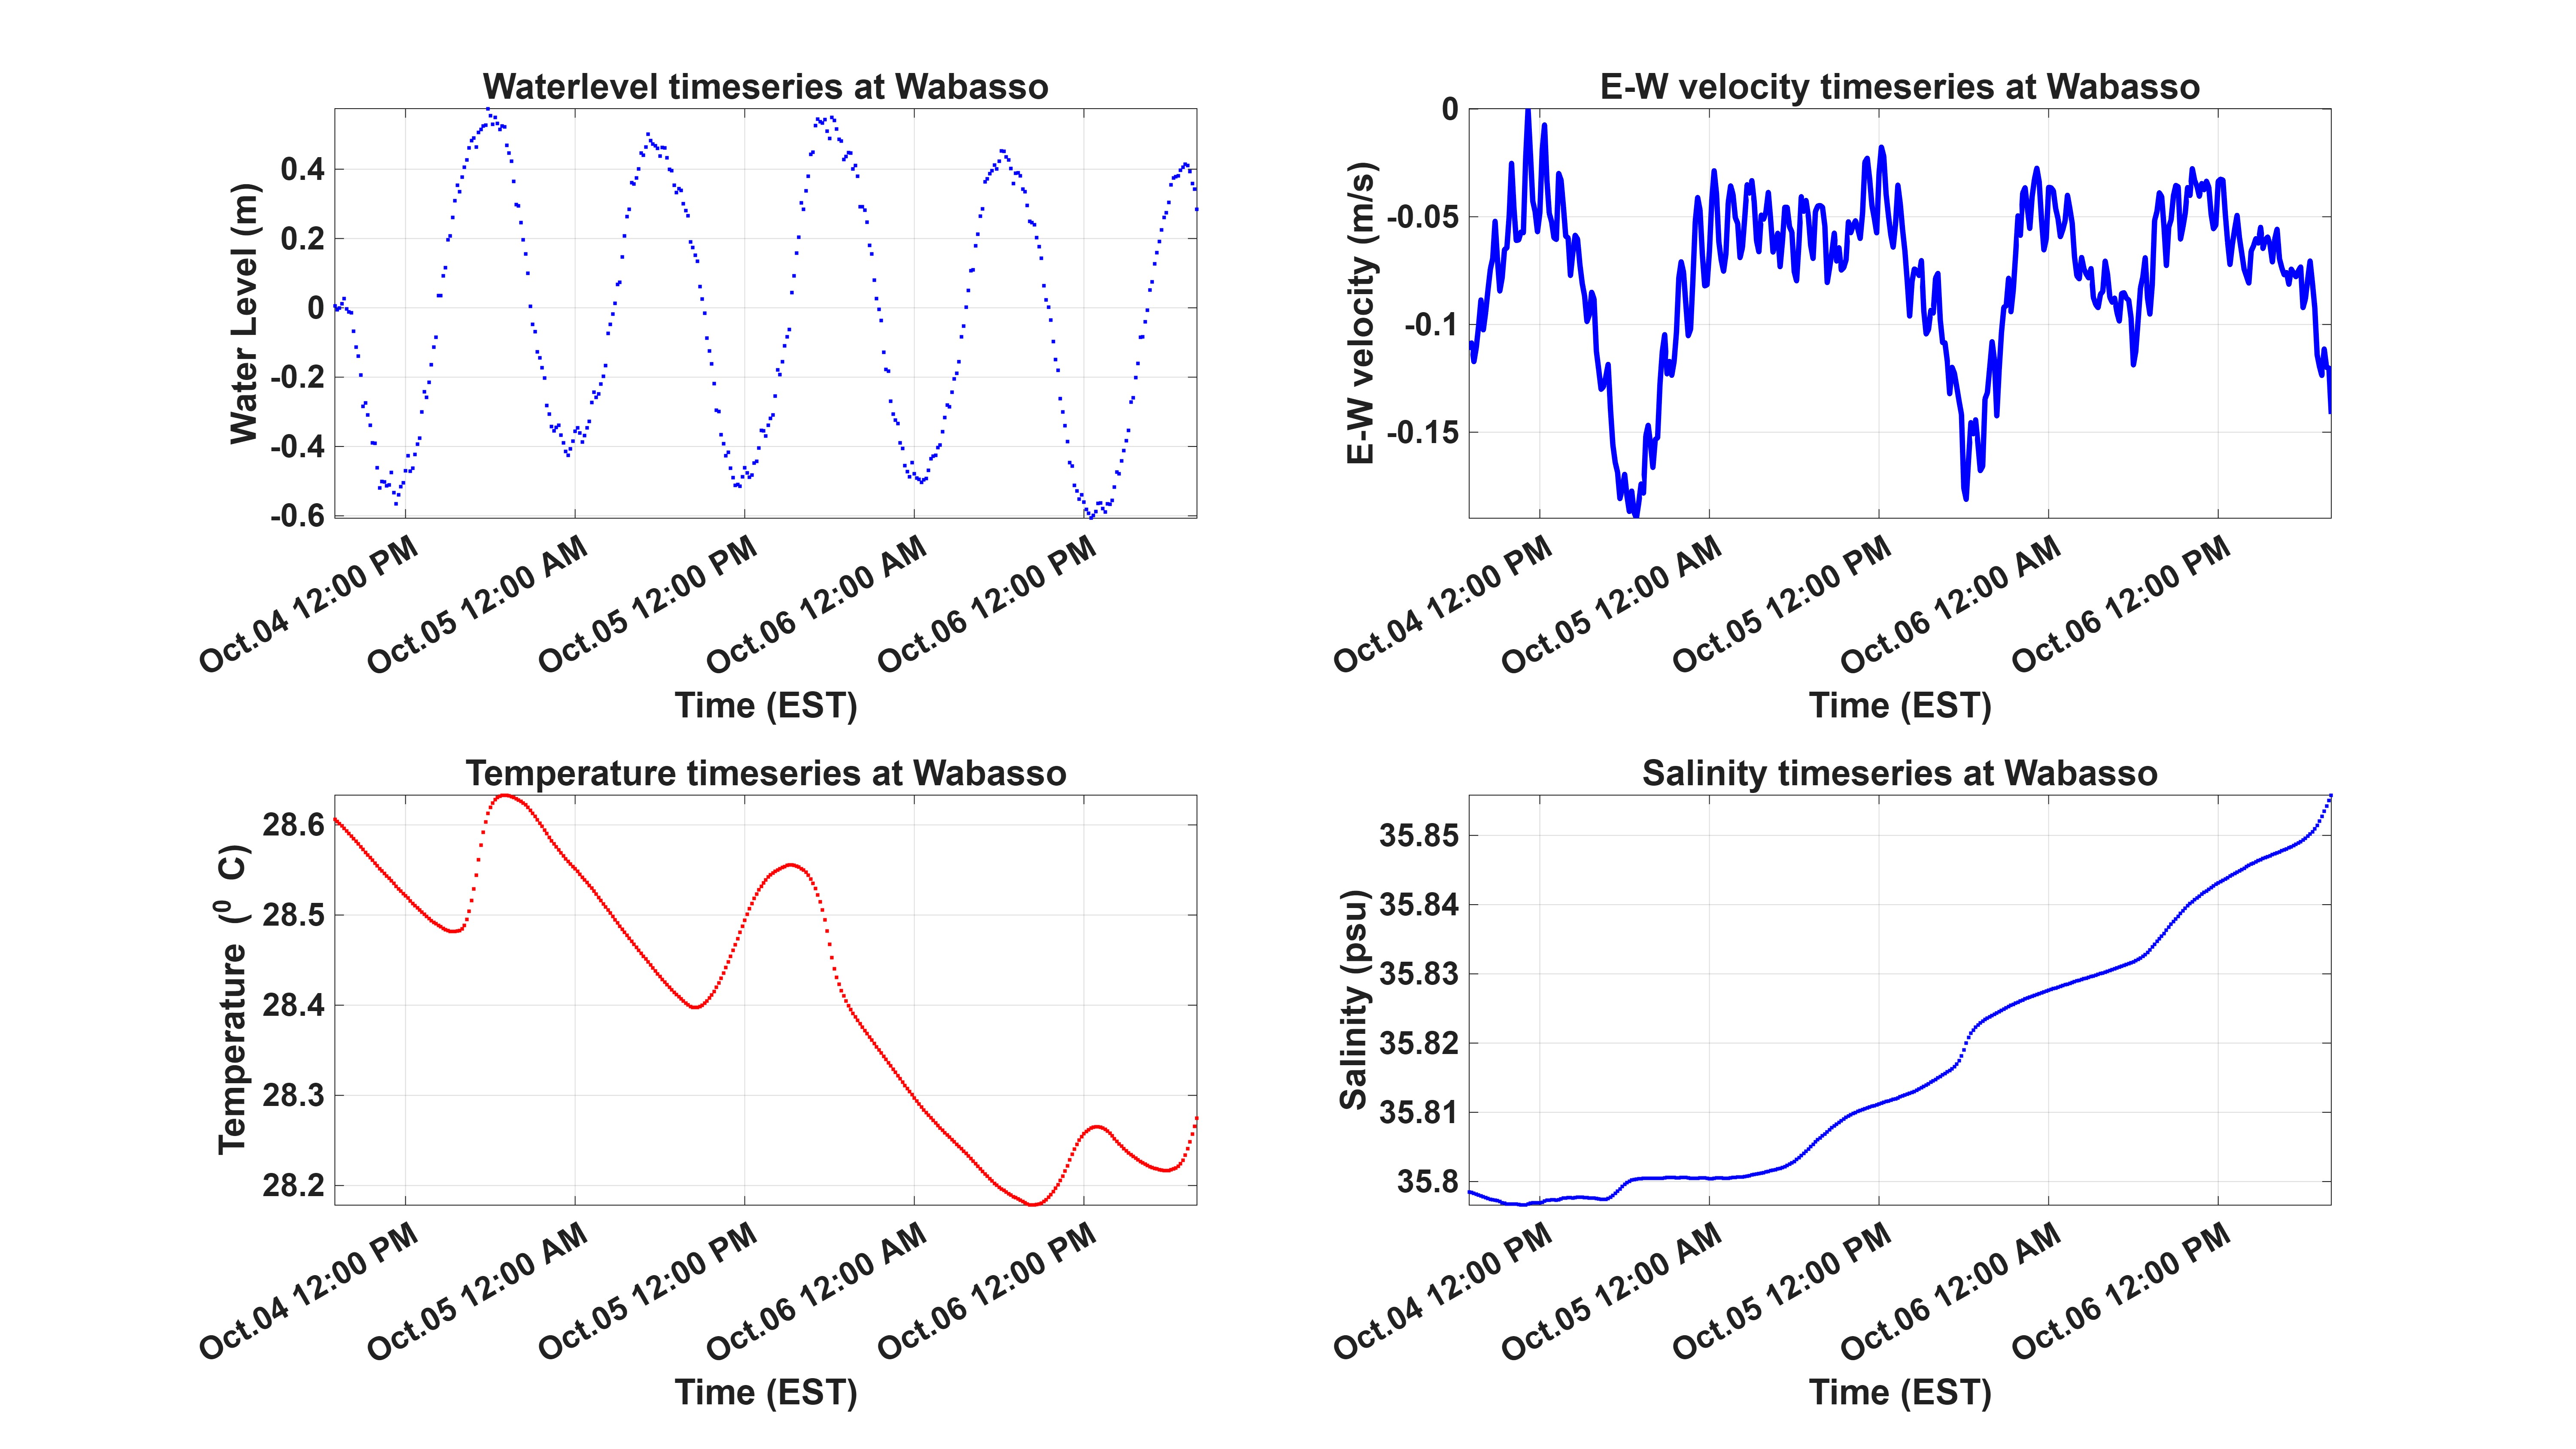 Waterlevel timeseries at Wabasso
Water Level (m)
0.4
0.2
0
-0.2
-0.4
-0.6
Oct.04 12:00 PM
Oct.05 12:00 AM
Oct.05 12:00 PM
Oct.06 12:00 AM
Oct.06 12:00 PM
Time (EST)
E-W velocity timeseries at Wabasso
E-W velocity (m/s)
0
-0.05
-0.1
-0.15
Oct.04 12:00 PM
Oct.05 12:00 AM
Oct.05 12:00 PM
Oct.06 12:00 AM
Oct.06 12:00 PM
Time (EST)
Temperature timeseries at Wabasso
Temperature (⁰ C)
28.6
28.5
28.4
28.3
28.2
Oct.04 12:00 PM
Oct.05 12:00 AM
Oct.05 12:00 PM
Oct.06 12:00 AM
Oct.06 12:00 PM
Time (EST)
Salinity timeseries at Wabasso
Salinity (psu)
35.85
35.84
35.83
35.82
35.81
35.8
Oct.04 12:00 PM
Oct.05 12:00 AM
Oct.05 12:00 PM
Oct.06 12:00 AM
Oct.06 12:00 PM
Time (EST)